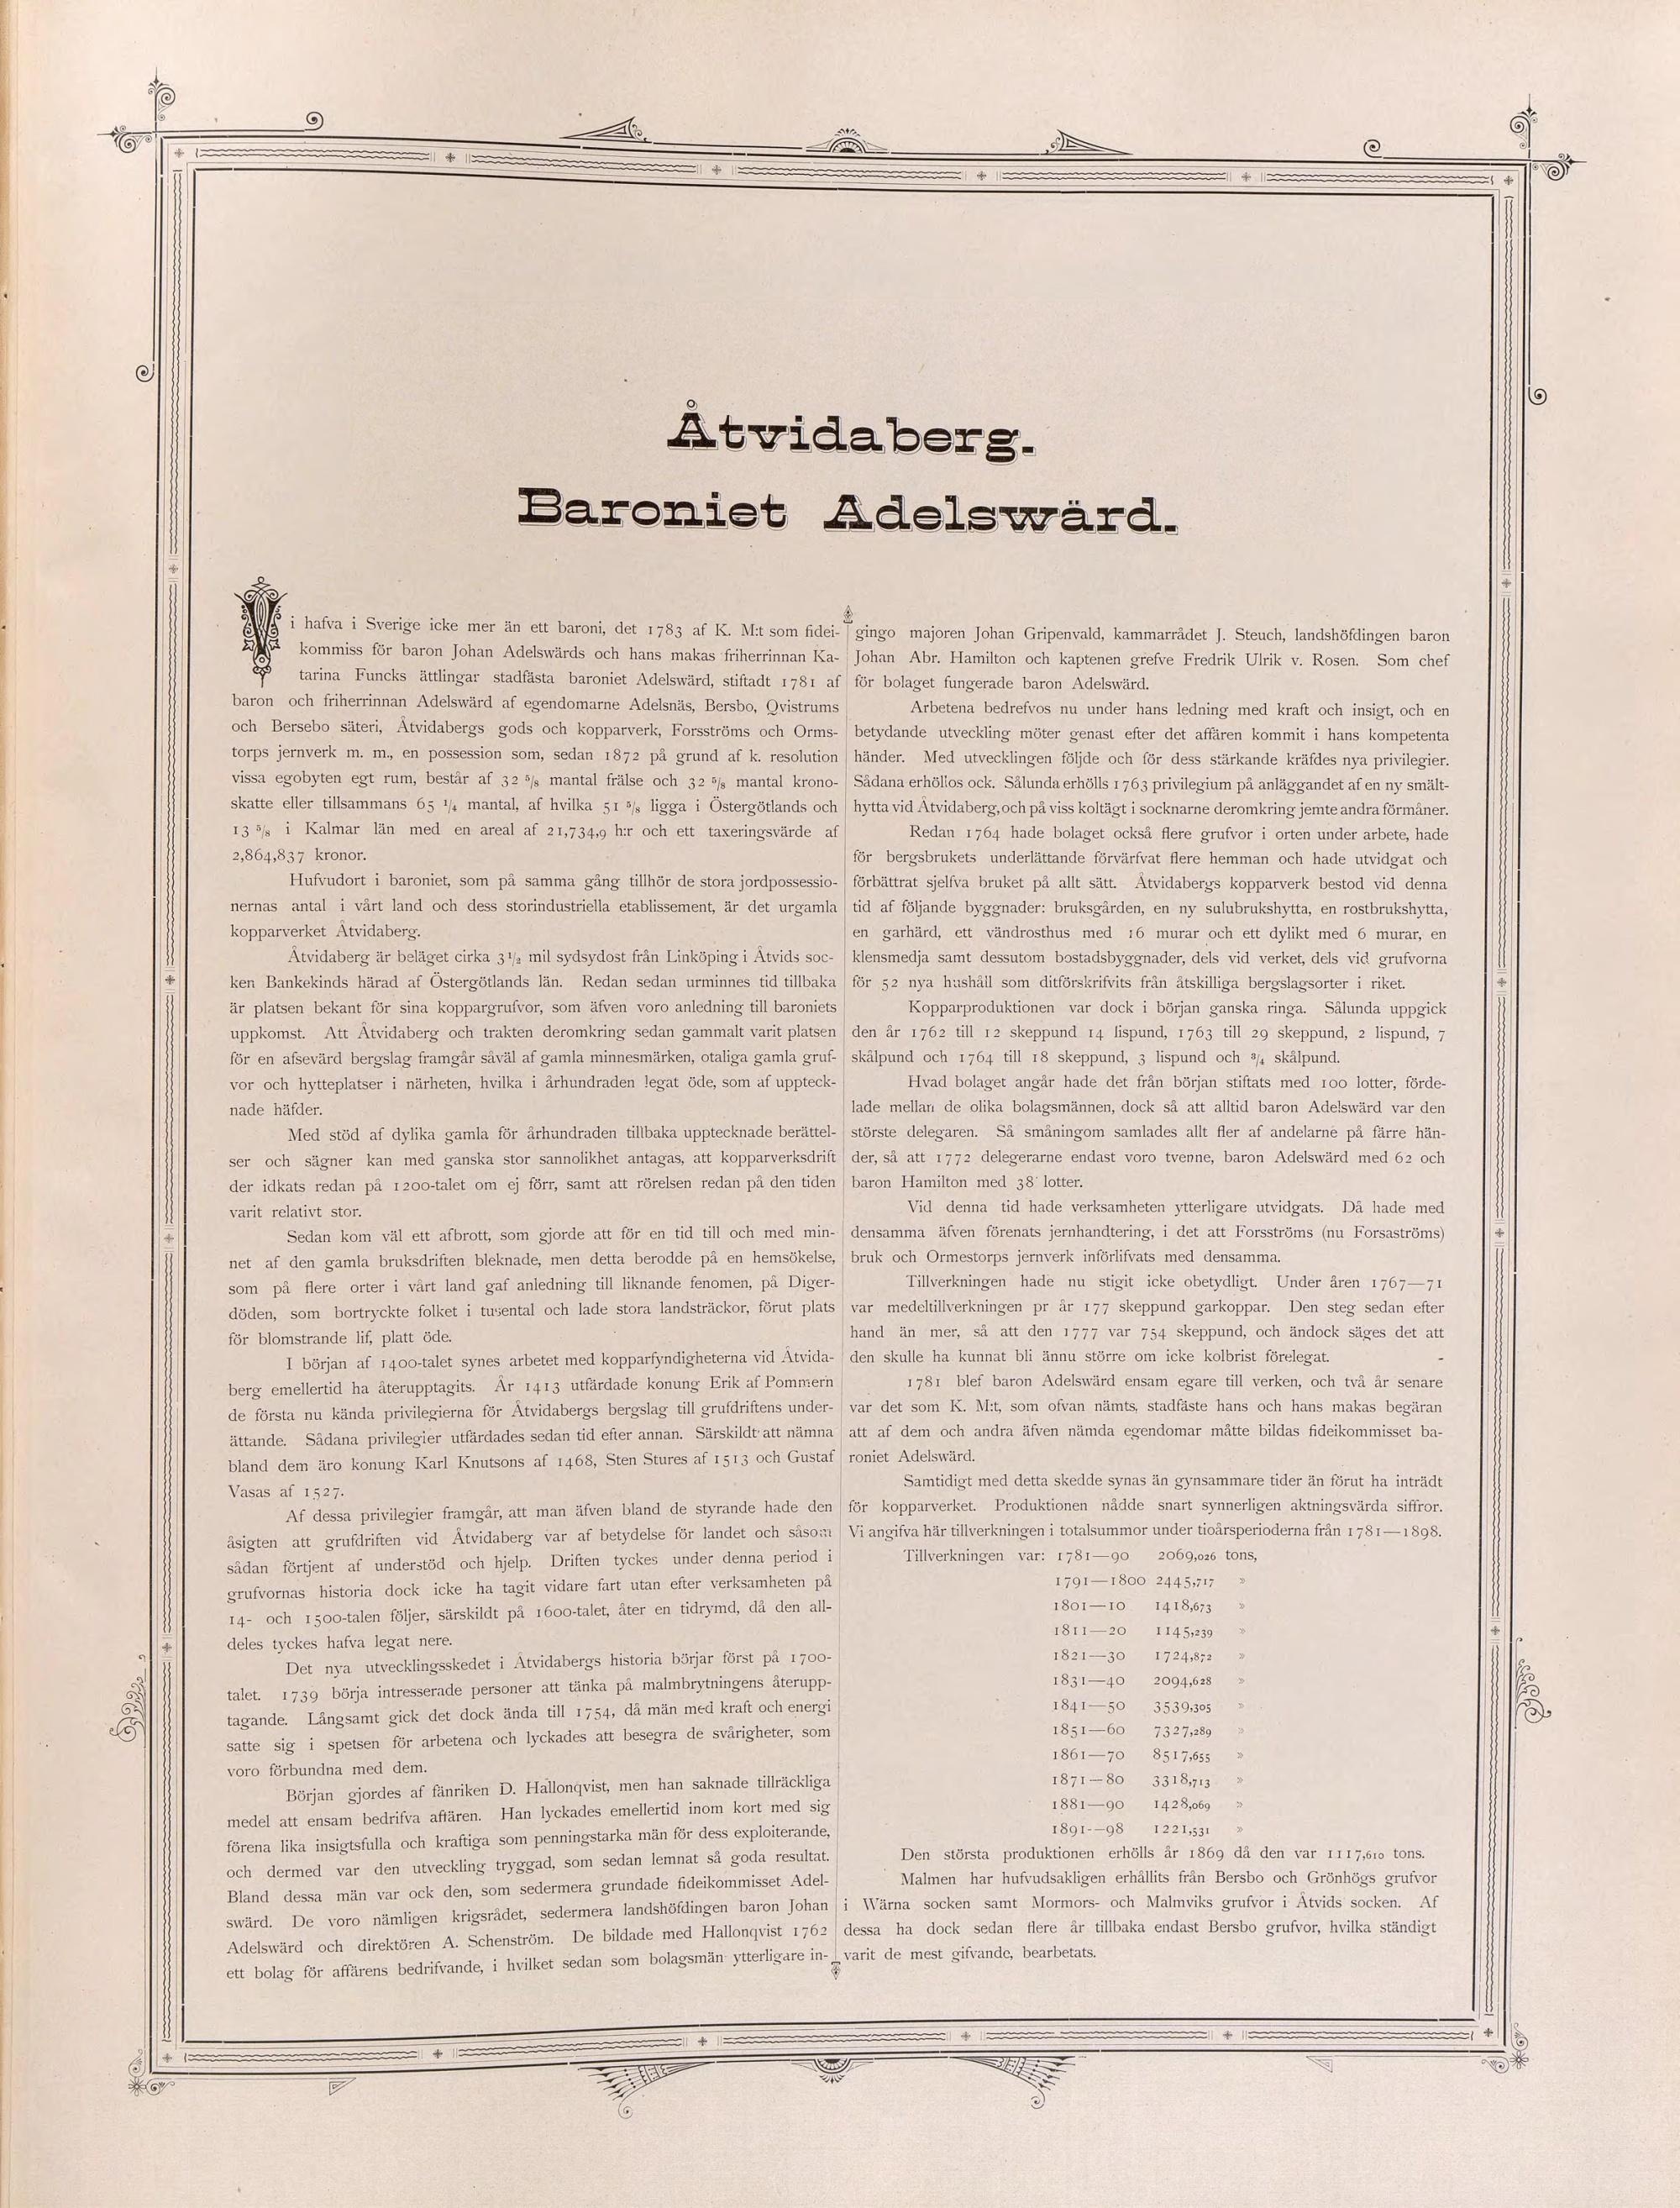 Åtvidaberg.
Baroniet Adelswärd.
Vi hafva i Sverige icke mer än ett baroni, det 1783 af K. M:t som fidei-
kommiss för baron Johan Adelswärds och hans makas friherrinnan Ka-
tarina Funcks ättlingar stadfästa baroniet Adelswärd, stiftadt 1781 af
baron och friherrinnan Adelswärd af egendomarne Adelsnäs, Bersbo, Qvistrums
och Bersebo säteri, Åtvidabergs gods och kopparverk, Forsströms och Orms-
torps jernverk m. m., en possession som, sedan 1872 på grund af k. resolution
vissa egobyten egt rum, består af 32 5/8 mantal frälse och 32 5/8 mantal krono-
skatte eller tillsammans 65 1/4 mantal, af hvilka 51 5/8 ligga i Östergötlands och
13 5/8 i Kalmar län med en areal af 21,734,9 h:r och ett taxeringsvärde af
2,864,837 kronor.
Hufvudort i baroniet, som på samma gång tillhör de stora jordpossessio-
nernas antal i vårt land och dess storindustriella etablissement, är det urgamla
kopparverket Åtvidaberg.
Åtvidaberg är beläget cirka 3 1/2 mil sydsydost från Linköping i Åtvids soc-
ken Bankekinds härad af Östergötlands län. Redan sedan urminnes tid tillbaka
är platsen bekant för sina koppargrufvor, som äfven voro anledning till baroniets
uppkomst. Att Åtvidaberg och trakten deromkring sedan gammalt varit platsen
för en afsevärd bergslag framgår såväl af gamla minnesmärken, otaliga gamla gruf-
vor och hytteplatser i närheten, hvilka i århundraden legat öde, som af uppteck-
nade häfder.
Med stöd af dylika gamla för århundraden tillbaka upptecknade berättel-
ser och sägner kan med ganska stor sannolikhet antagas, att kopparverksdrift
der idkats redan på 1200-talet om ej förr, samt att rörelsen redan på den tiden
varit relativt stor.
Sedan kom väl ett afbrott, som gjorde att för en tid till och med min-
net af den gamla bruksdriften bleknade, men detta berodde på en hemsökelse,
som på flere orter i vårt land gaf anledning till liknande fenomen, på Diger-
döden, som bortryckte folket i tusental och lade stora landsträckor, förut plats
för blomstrande lif, platt öde.
I början af 1400-talet synes arbetet med kopparfyndigheterna vid Åtvida-
berg emellertid ha återupptagits. År 1413 utfärdade konung Erik af Pommern
de första nu kända privilegierna för Åtvidabergs bergslag till grufdriftens under-
ättande. Sådana privilegier utfärdades sedan tid efter annan. Särskildt att nämna
bland dem äro konung Karl Knutsons af 1468, Sten Stures af 1513 och Gustaf
Vasas af 1527.
Af dessa privilegier framgår, att man äfven bland de styrande hade den
åsigten att grufdriften vid Åtvidaberg var af betydelse för landet och såsom
sådan förtjent af understöd och hjelp. Driften tyckes under denna period i
grufvornas historia dock icke ha tagit vidare fart utan efter verksamheten på
14- och 1500-talen följer, särskildt på 1600-talet, åter en tidrymd, då den all-
deles tyckes hafva legat nere.
Det nya utvecklingsskedet i Åtvidabergs historia börjar först på 1700-
talet. 1739 börja intresserade personer att tänka på malmbrytningens återupp-
tagande. Långsamt gick det dock ända till 1754, då män med kraft och energi
satte sig i spetsen för arbetena och lyckades att besegra de svårigheter, som
voro förbundna med dem.
Början gjordes af fänriken D. Hallonqvist, men han saknade tillräckliga
medel att ensam bedrifva affären. Han lyckades emellertid inom kort med sig
förena lika insigtsfulla och kraftiga som penningstarka män för dess exploiterande,
och dermed var den utveckling tryggad, som sedan lemnat så goda resultat.
Bland dessa män var ock den, som sedermera grundade fideikommisset Adel-
swärd. De voro nämligen krigsrådet, sedermera landshöfdingen baron Johan
Adelswärd och direktören A. Schenström. De bildade med Hallonqvist 1762
ett bolag för affärens bedrifvande, i hvilket sedan som bolagsmän ytterligare in-
gingo majoren Johan Gripenvald, kammarrådet J. Steuch, landshöfdingen baron
Johan Abr. Hamilton och kaptenen grefve Fredrik Ulrik v. Rosen. Som chef
för bolaget fungerade baron Adelswärd.
Arbetena bedrefvos nu under hans ledning med kraft och insigt, och en
betydande utveckling möter genast efter det affären kommit i hans kompetenta
händer. Med utvecklingen följde och för dess stärkande kräfdes nya privilegier.
Sådana erhöllos ock. Sålunda erhölls 1763 privilegium på anläggandet af en ny smält-
hytta vid Åtvidaberg, och på viss koltägt i socknarne deromkring jemte andra förmåner.
Redan 1764 hade bolaget också flere grufvor i orten under arbete, hade
för bergsbrukets underlättande förvärfvat flere hemman och hade utvidgat och
förbättrat sjelfva bruket på allt sätt. Åtvidabergs kopparverk bestod vid denna
tid af följande byggnader: bruksgården, en ny sulubrukshytta, en rostbrukshytta,
en garhärd, ett vändrosthus med 16 murar och ett dylikt med 6 murar, en
klensmedja samt dessutom bostadsbyggnader, dels vid verket, dels vid grufvorna
för 52 nya hushåll som ditförskrifvits från åtskilliga bergslagsorter i riket.
Kopparproduktionen var dock i början ganska ringa. Sålunda uppgick
den år 1762 till 12 skeppund 14 lispund, 1763 till 29 skeppund, 2 lispund, 7
skålpund och 1764 till 18 skeppund, 3 lispund och 3/4 skålpund.
Hvad bolaget angår hade det från början stiftats med 100 lotter, förde-
lade mellan de olika bolagsmännen, dock så att alltid baron Adelswärd var den
störste delegaren. Så småningom samlades allt fler af andelarne på färre hän-
der, så att 1772 delegerarne endast voro tvenne, baron Adelswärd med 62 och
baron Hamilton med 38 lotter.
Vid denna tid hade verksamheten ytterligare utvidgats. Då hade med
densamma äfven förenats jernhandtering, i det att Forsströms (nu Forsaströms)
bruk och Ormestorps jernverk införlifvats med densamma.
Tillverkningen hade nu stigit icke obetydligt. Under åren 1767—71
var medeltillverkningen pr år 177 skeppund garkoppar. Den steg sedan efter
hand än mer, så att den 1777 var 754 skeppund, och ändock säges det att
den skulle ha kunnat bli ännu större om icke kolbrist förelegat.
1781 blef baron Adelswärd ensam egare till verken, och två år senare
var det som K. M:t, som ofvan nämts, stadfäste hans och hans makas begäran
att af dem och andra äfven nämda egendomar måtte bildas fideikommisset ba-
roniet Adelswärd.
Samtidigt med detta skedde synas än gynsammare tider än förut ha inträdt
för kopparverket. Produktionen nådde snart synnerligen aktningsvärda siffror.
Vi angifva här tillverkningen i totalsummor under tioårsperioderna från 1781—1898.
Tillverkningen var: 1781—90 2069,026 tons,
1791—1800 2445,717 »
1801—10 1418,673 »
1811—20 1145,239 »
1821—30 1724,872 »
1831—40 2094,628 »
1841—50 3539,305 »
1851—60 7327,289 »
1861—70 8517,655 »
1871—80 3318,713 »
1881—90 1428,069 »
1891--98 1221,531 »
Den största produktionen erhölls år 1869 då den var 1117,610 tons.
Malmen har hufvudsakligen erhållits från Bersbo och Grönhögs grufvor
i Wärna socken samt Mormors- och Malmviks grufvor i Åtvids socken. Af
dessa ha dock sedan flere år tillbaka endast Bersbo grufvor, hvilka ständigt
varit de mest gifvande, bearbetats.